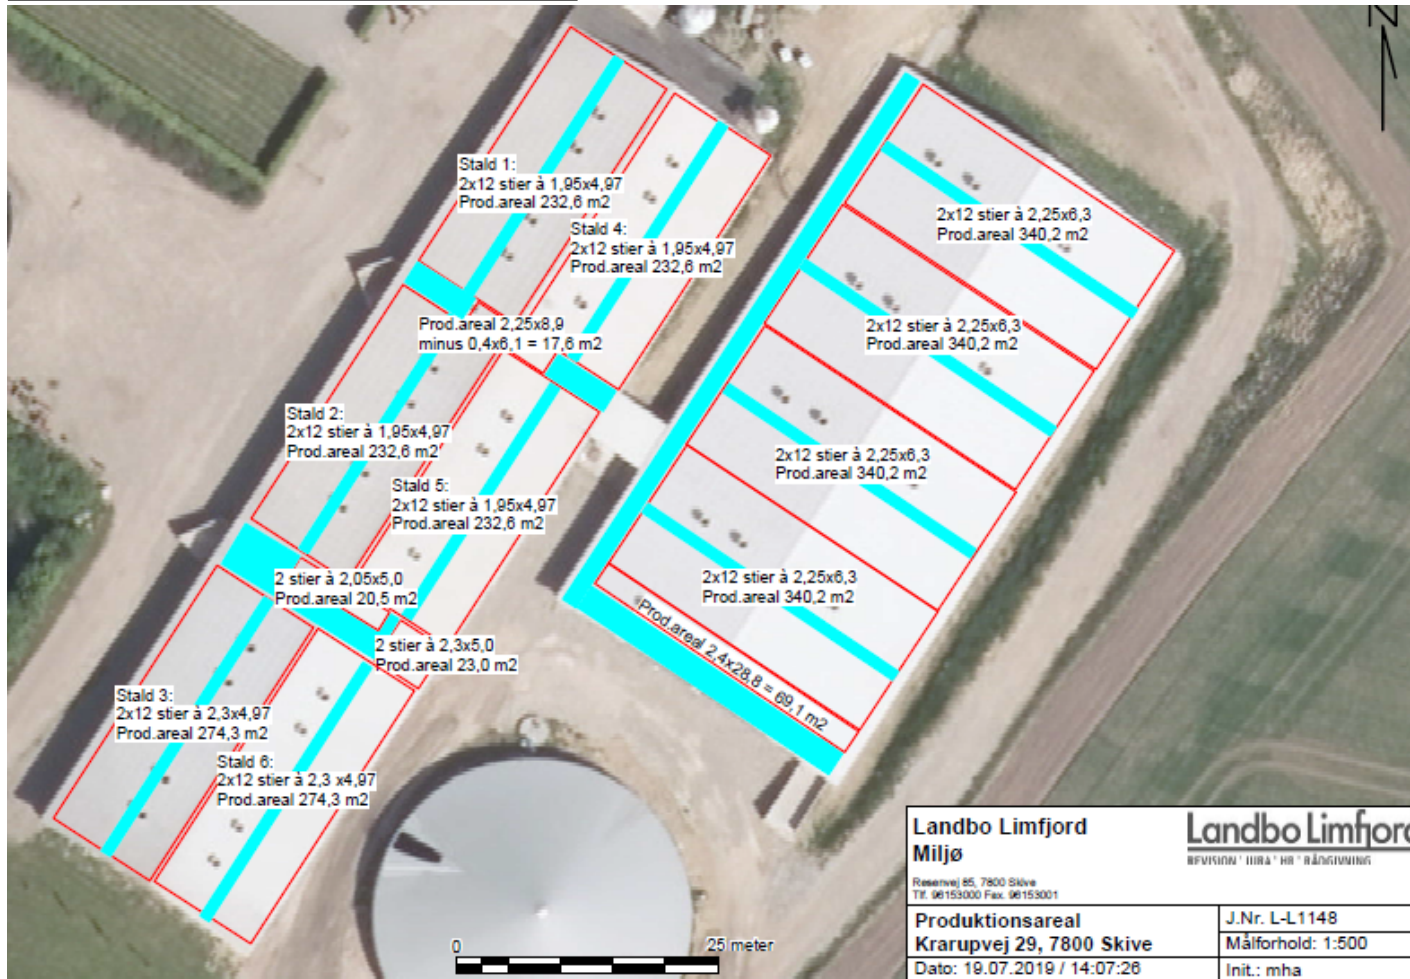 N
Stald 1:
2x12 stier à 1,95x4,97
Prod.areal 232,6 m2
Stald 4:
2x12 stier à 1,95x4,97
Prod.areal 232,6 m2
2x12 stier à 2,25x6,3
Prod.areal 340,2 m2
Prod.areal 2,25x8,9
minus 0,4x6,1 = 17,6 m2
2x12 stier à 2,25x6,3
Prod.areal 340,2 m2
Stald 2:
2x12 stier à 1,95x4,97
Prod.areal 232,6 m2
Stald 5:
2x12 stier à 1,95x4,97
Prod.areal 232,6 m2
2x12 stier à 2,25x6,3
Prod.areal 340,2 m2
2 stier à 2,05x5,0
Prod.areal 20,5 m2
2x12 stier à 2,25x6,3
Prod.areal 340,2 m2
2 stier à 2,3x5,0
Prod.areal 23,0 m2
Prod.areal 2,4x28,8 = 69,1 m2
Stald 3:
2x12 stier à 2,3x4,97
Prod.areal 274,3 m2
Stald 6:
2x12 stier à 2,3 x4,97
Prod.areal 274,3 m2
0 25 meter
Landbo Limfjord
Miljø
Resenvej 85, 7800 Skive
Tlf. 96153000 Fax. 96153001
Landbo Limfjord
REVISION * JURA * HR * RÅDGIVNING
Produktionsareal
Krarupvej 29, 7800 Skive
Dato: 19.07.2019 / 14:07:26
J.Nr. L-L1148
Målforhold: 1:500
Init.: mha